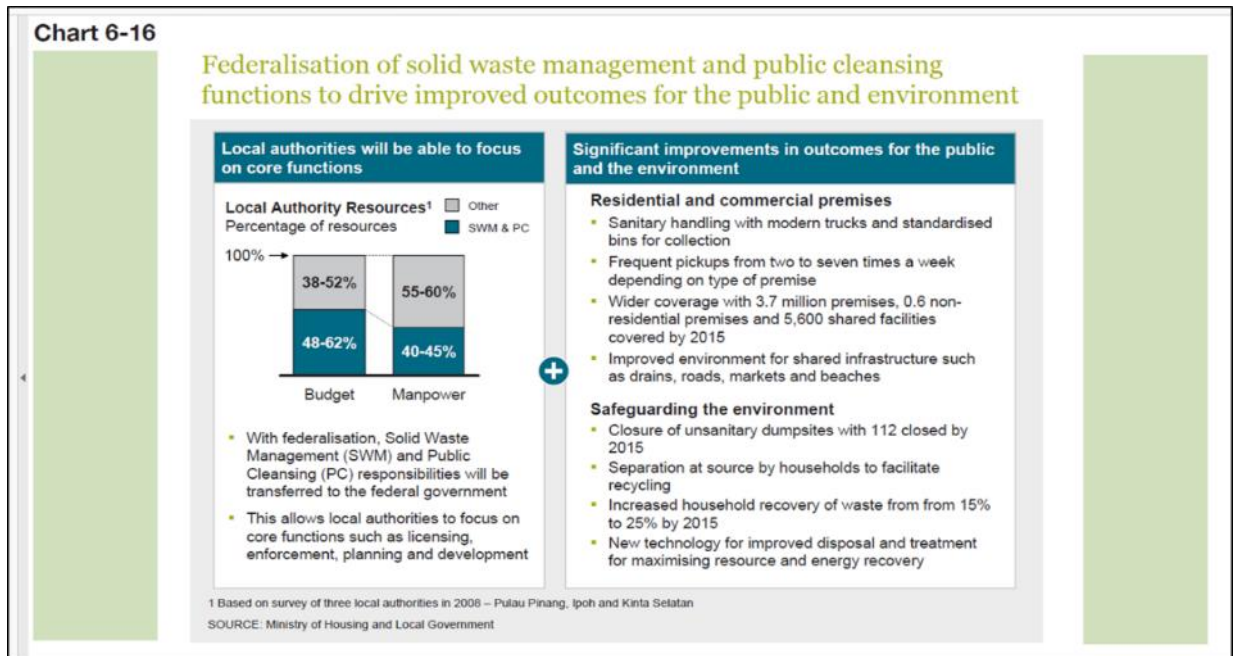 Chart 6-16
Federalisation of solid waste management and public cleansing
functions to drive improved outcomes for the public and environment
Local authorities will be able to focus
on core functions
Local Authority Resources¹
Percentage of resources
Other
SWM & PC
100%
38-52%
55-60%
48-62%
40-45%
Budget
Manpower
▪ With federalisation, Solid Waste
Management (SWM) and Public
Cleansing (PC) responsibilities will be
transferred to the federal government
▪ This allows local authorities to focus on
core functions such as licensing,
enforcement, planning and development
+
Significant improvements in outcomes for the public
and the environment
Residential and commercial premises
▪ Sanitary handling with modern trucks and standardised
bins for collection
▪ Frequent pickups from two to seven times a week
depending on type of premise
▪ Wider coverage with 3.7 million premises, 0.6 non-
residential premises and 5,600 shared facilities
covered by 2015
▪ Improved environment for shared infrastructure such
as drains, roads, markets and beaches
Safeguarding the environment
▪ Closure of unsanitary dumpsites with 112 closed by
2015
▪ Separation at source by households to facilitate
recycling
▪ Increased household recovery of waste from from 15%
to 25% by 2015
▪ New technology for improved disposal and treatment
for maximising resource and energy recovery
1 Based on survey of three local authorities in 2008 – Pulau Pinang, Ipoh and Kinta Selatan
SOURCE: Ministry of Housing and Local Government